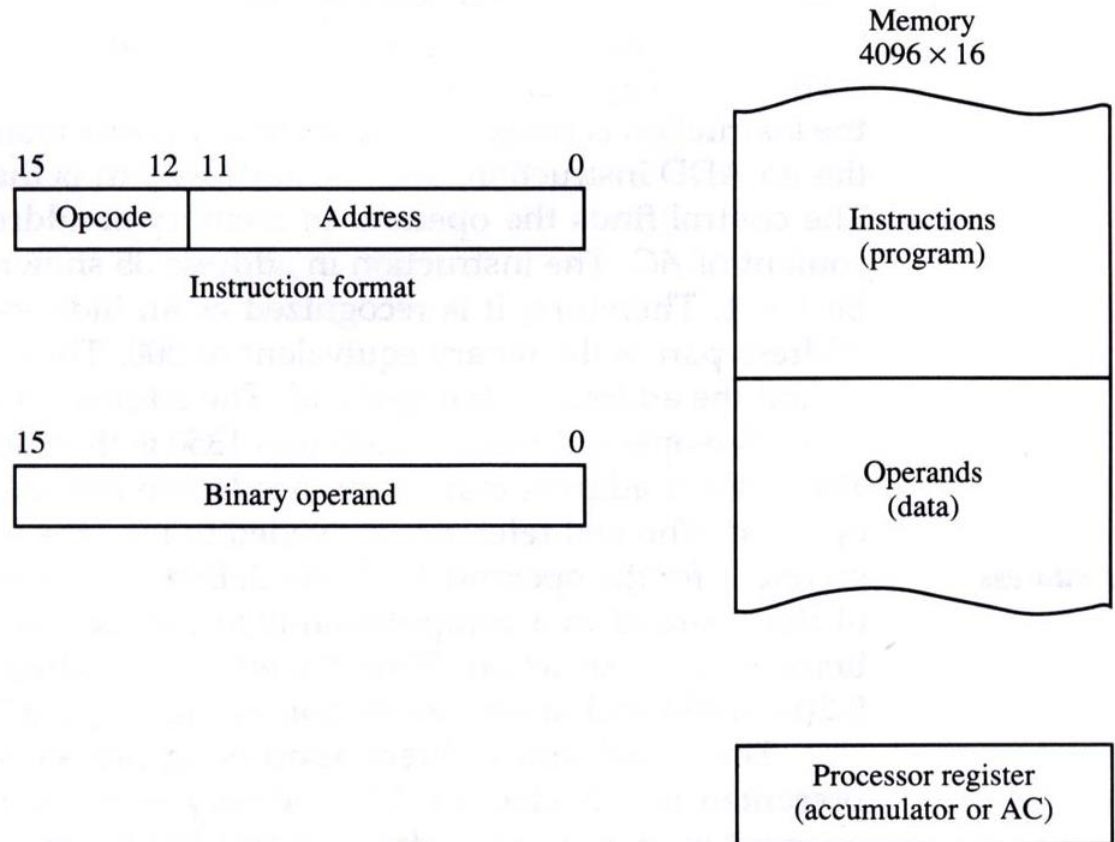 Memory
4096 × 16
15 12 11 0
Opcode Address
Instruction format
Instructions
(program)
15 0
Binary operand
Operands
(data)
Processor register
(accumulator or AC)